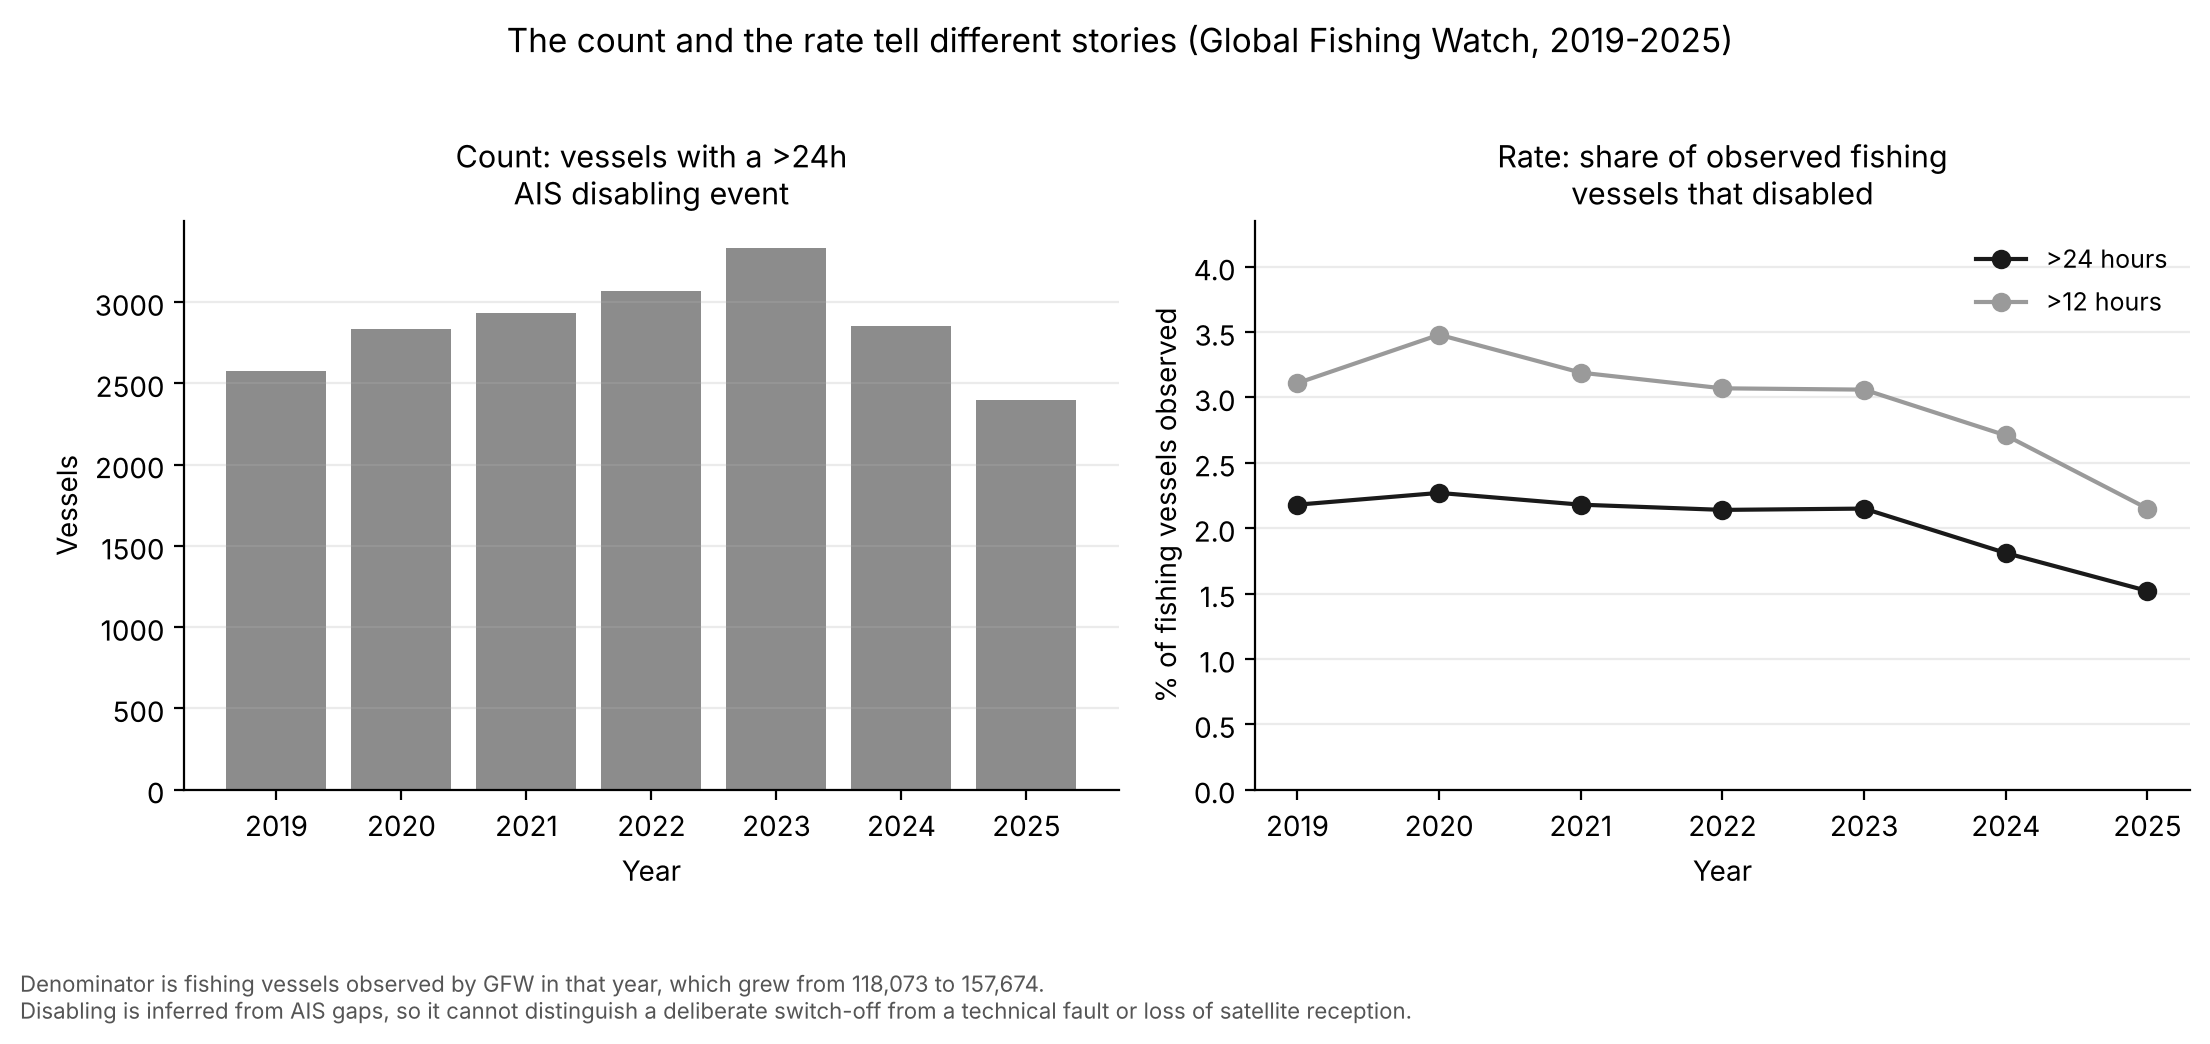 The count and the rate tell different stories (Global Fishing Watch, 2019-2025)
Count: vessels with a >24h
AIS disabling event
Vessels
3000
2500
2000
1500
1000
500
0
2019 2020 2021 2022 2023 2024 2025
Year
Rate: share of observed fishing
vessels that disabled
% of fishing vessels observed
4.0
3.5
3.0
2.5
2.0
1.5
1.0
0.5
0.0
>24 hours
>12 hours
2019 2020 2021 2022 2023 2024 2025
Year
Denominator is fishing vessels observed by GFW in that year, which grew from 118,073 to 157,674.
Disabling is inferred from AIS gaps, so it cannot distinguish a deliberate switch-off from a technical fault or loss of satellite reception.